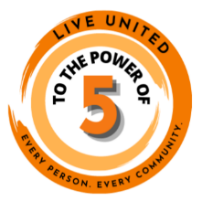 LIVE UNITED
TO THE POWER OF
5
EVERY PERSON. EVERY COMMUNITY.